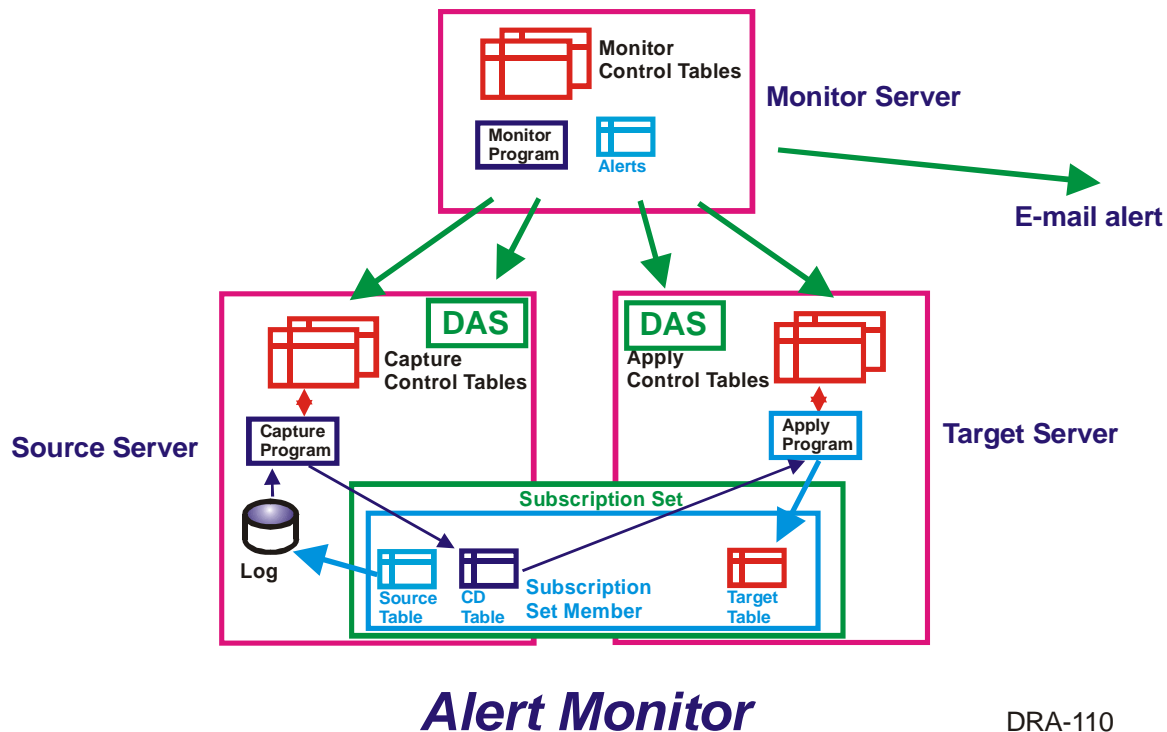 Monitor
Control Tables
Monitor Server
Monitor
Program
Alerts
E-mail alert
DAS
DAS
Capture
Control Tables
Apply
Control Tables
Source Server
Capture
Program
Apply
Program
Target Server
Subscription Set
Log
Source
Table
CD
Table
Subscription
Set Member
Target
Table
Alert Monitor
DRA-110